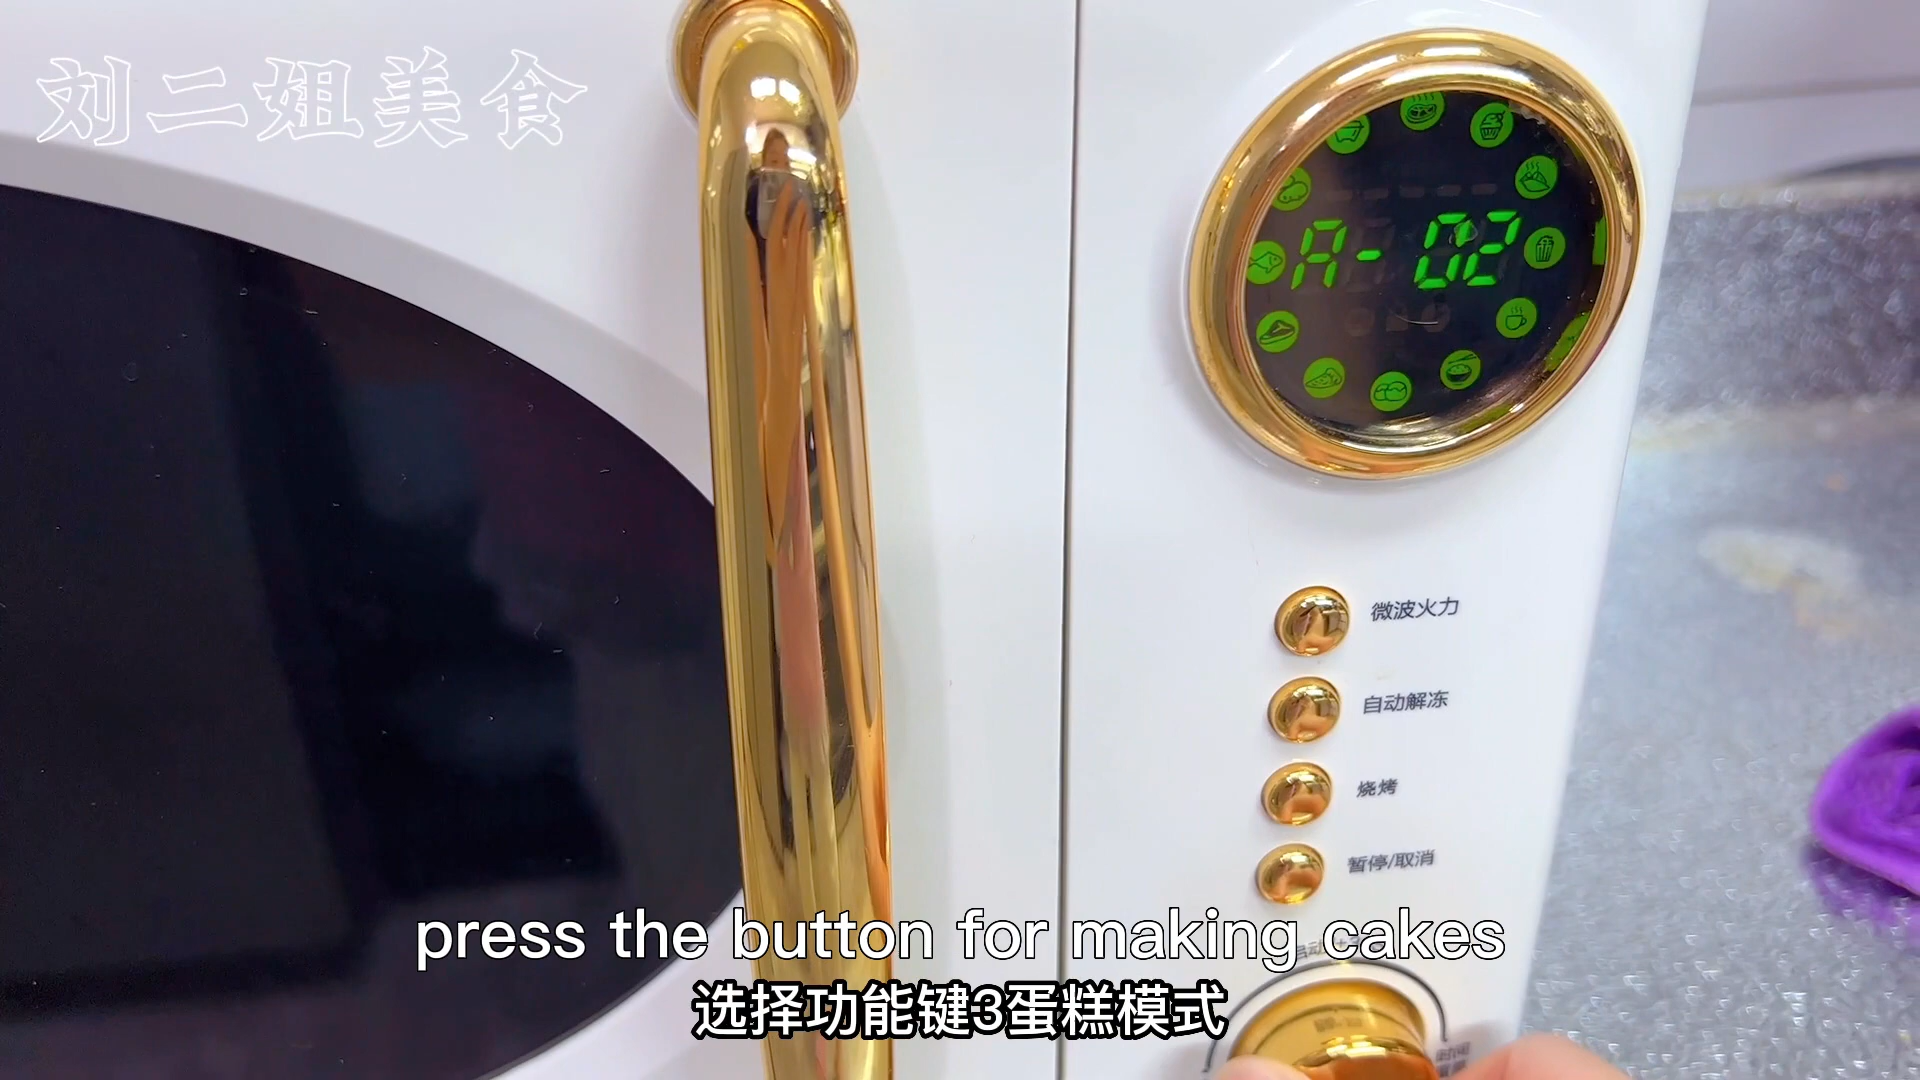 刘二姐美食
A-02
微波火力
自动解冻
烧烤
暂停/取消
press the button for making cakes
选择功能键3蛋糕模式